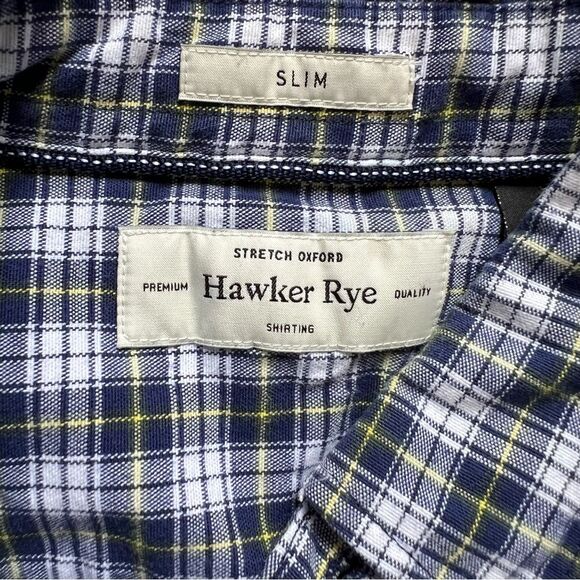 SLIM
STRETCH OXFORD
PREMIUM Hawker Rye QUALITY
SHIRTING